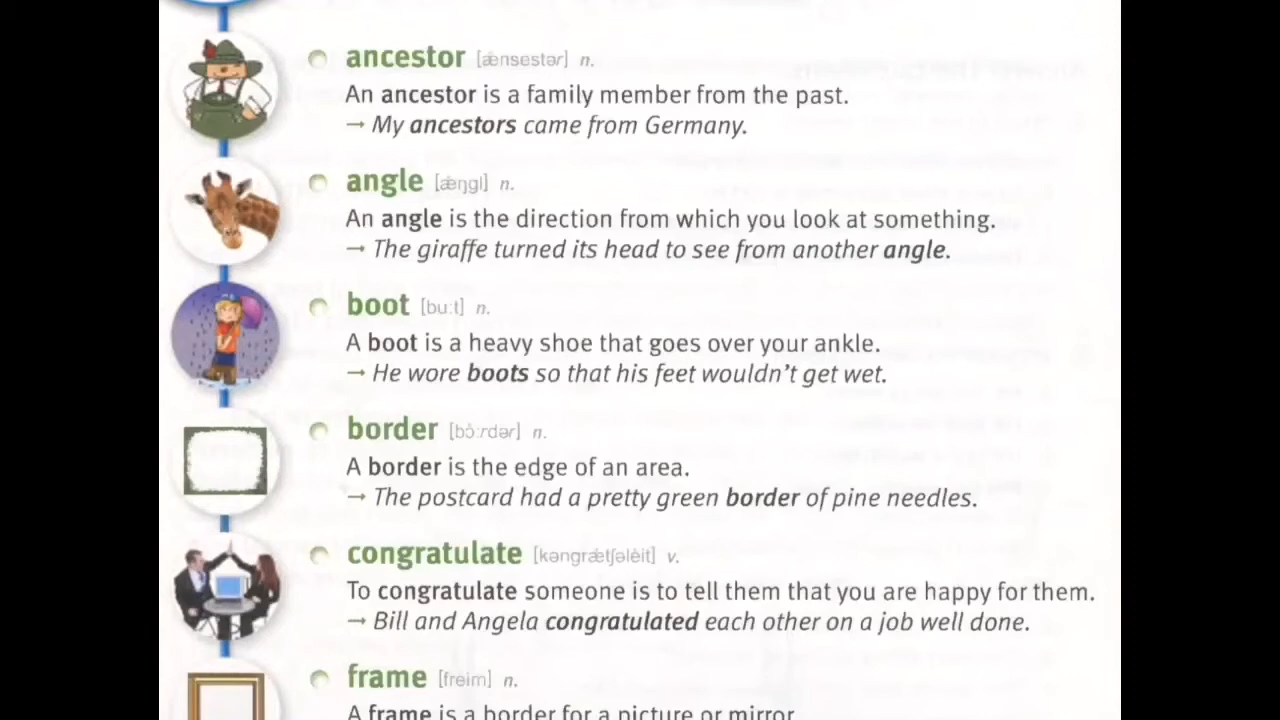 ancestor [ǽnsestər] n.
An ancestor is a family member from the past.
→ My ancestors came from Germany.
angle [ǽŋgl] n.
An angle is the direction from which you look at something.
→ The giraffe turned its head to see from another angle.
boot [bu:t] n.
A boot is a heavy shoe that goes over your ankle.
→ He wore boots so that his feet wouldn't get wet.
border [bɔ́:rdər] n.
A border is the edge of an area.
→ The postcard had a pretty green border of pine needles.
congratulate [kəngrǽtʃəlèit] v.
To congratulate someone is to tell them that you are happy for them.
→ Bill and Angela congratulated each other on a job well done.
frame [freim] n.
A frame is a border for a picture or mirror.